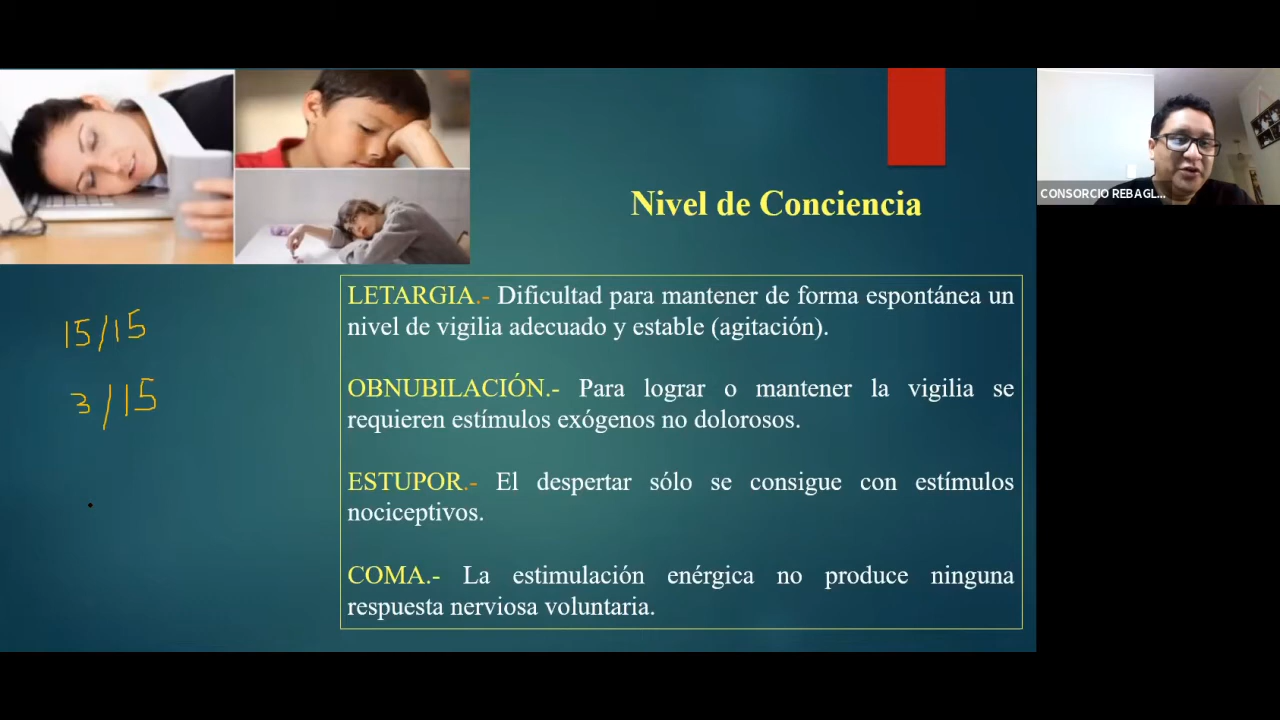 CONSORCIO REBAGL...
Nivel de Conciencia
15/15
3/15
LETARGIA.- Dificultad para mantener de forma espontánea un
nivel de vigilia adecuado y estable (agitación).
OBNUBILACIÓN.- Para lograr o mantener la vigilia se
requieren estímulos exógenos no dolorosos.
ESTUPOR.- El despertar sólo se consigue con estímulos
nociceptivos.
COMA.- La estimulación enérgica no produce ninguna
respuesta nerviosa voluntaria.